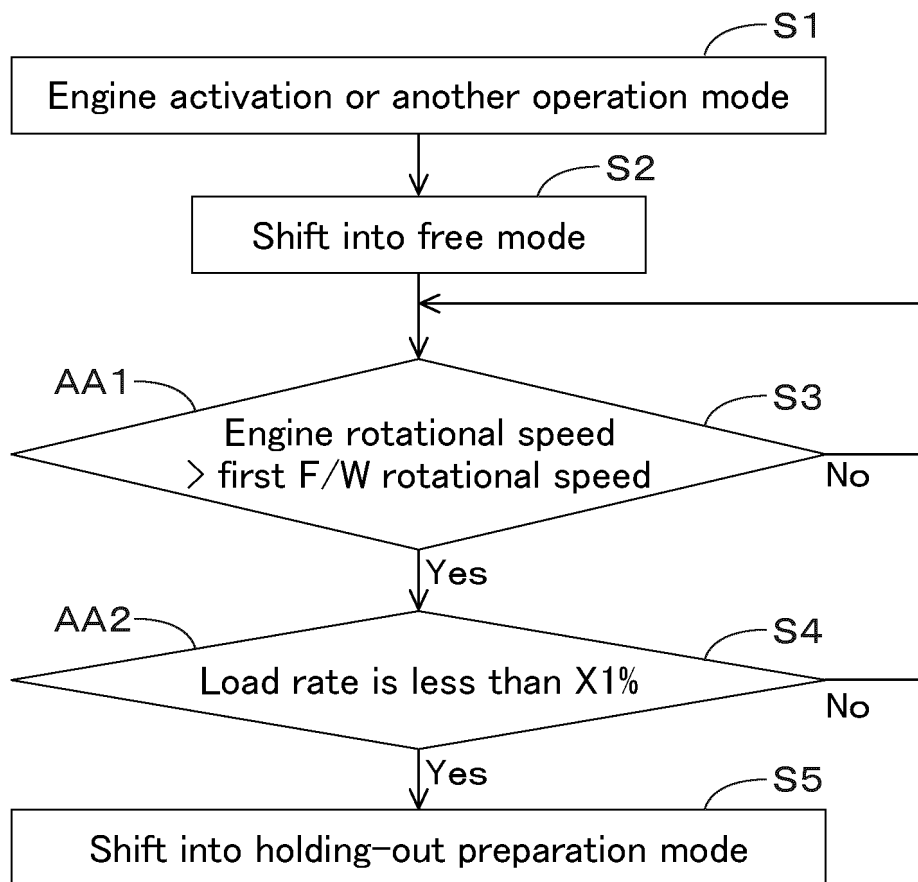 S1
Engine activation or another operation mode
S2
Shift into free mode
AA1
S3
Engine rotational speed
> first F/W rotational speed
No
Yes
AA2
S4
Load rate is less than X1%
No
Yes
S5
Shift into holding-out preparation mode